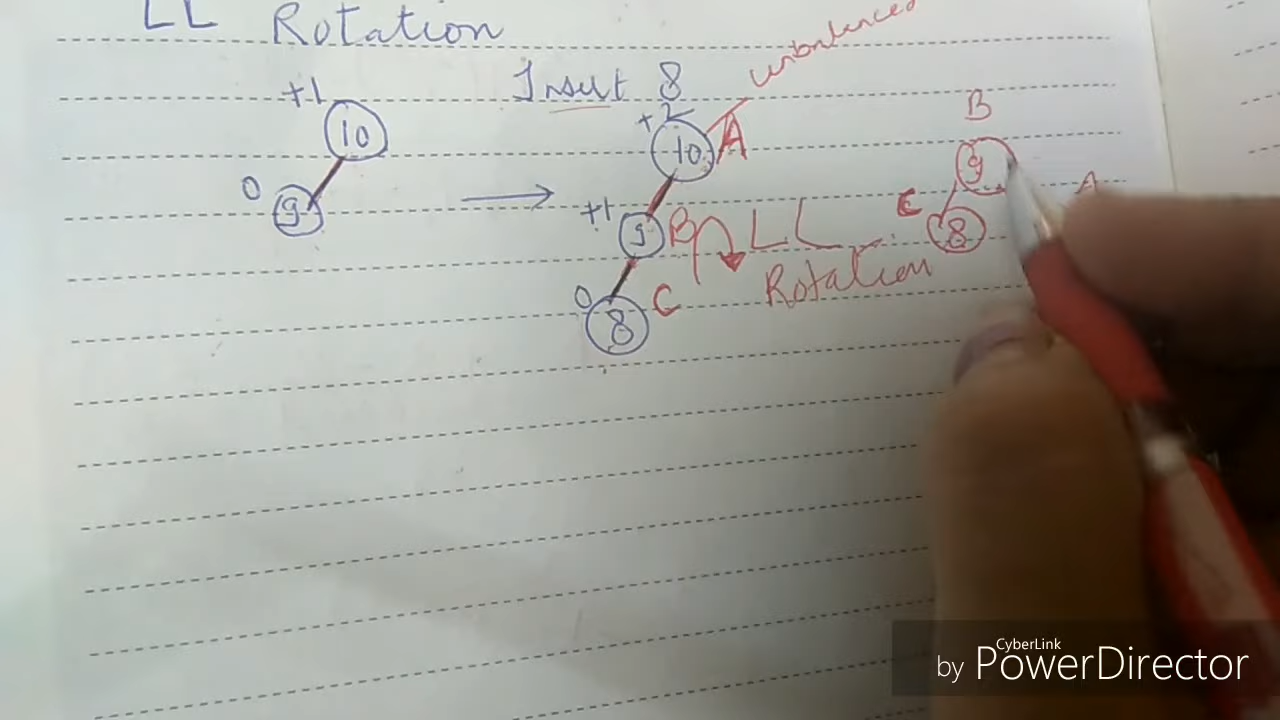 LL Rotation
+1
10
0
9
Insert 8
unbalanced
+2
10 A
+1
9 B
0
8 C
LL
Rotation
B
9
C
8
A
CyberLink
by PowerDirector